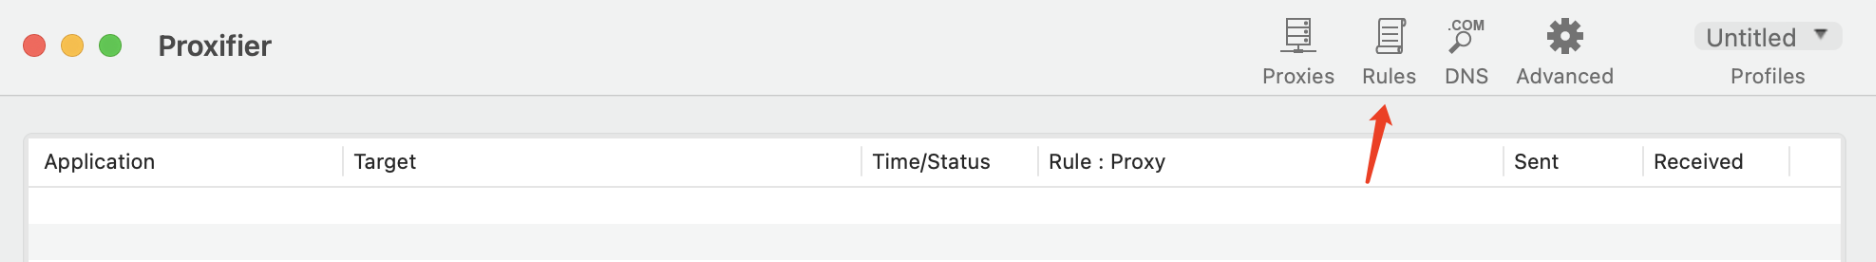 Proxifier
.COM
Proxies Rules DNS Advanced
Untitled
Profiles
Application Target Time/Status Rule : Proxy Sent Received